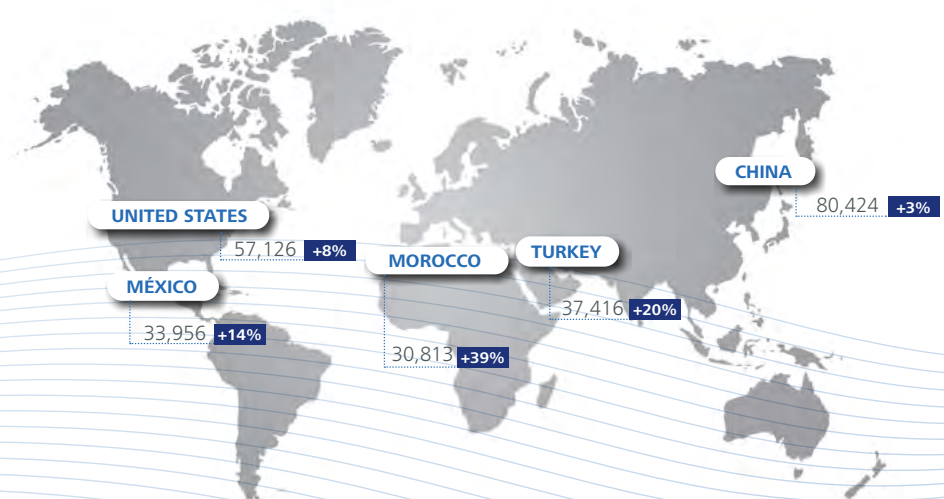 CHINA
80,424 +3%
UNITED STATES
57,126 +8%
MOROCCO
30,813 +39%
TURKEY
37,416 +20%
MÉXICO
33,956 +14%